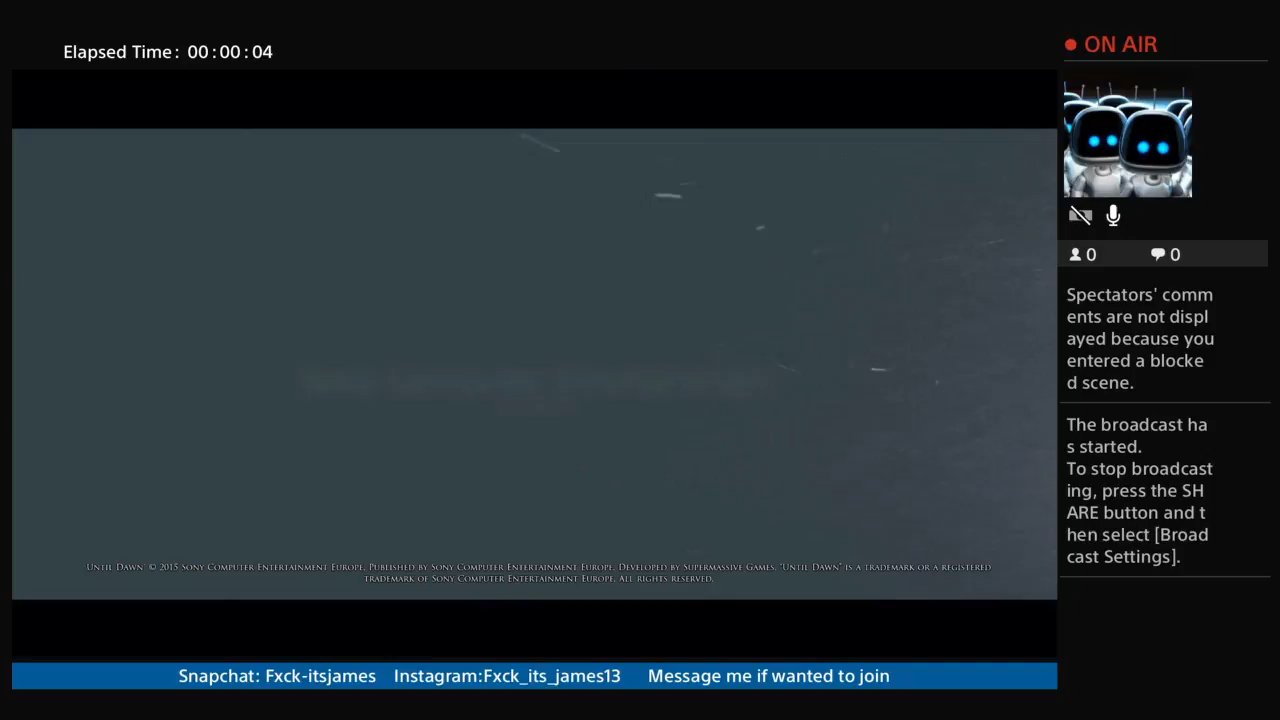 Elapsed Time: 00:00:04
ON AIR
0 0
Spectators' comm
ents are not displ
ayed because you
entered a blocke
d scene.
The broadcast ha
s started.
To stop broadcast
ing, press the SH
ARE button and t
hen select [Broad
cast Settings].
Until Dawn™ © 2015 Sony Computer Entertainment Europe. Published by Sony Computer Entertainment Europe. Developed by Supermassive Games. "Until Dawn" is a trademark or a registered
trademark of Sony Computer Entertainment Europe. All rights reserved.
Snapchat: Fxck-itsjames Instagram:Fxck_its_james13 Message me if wanted to join